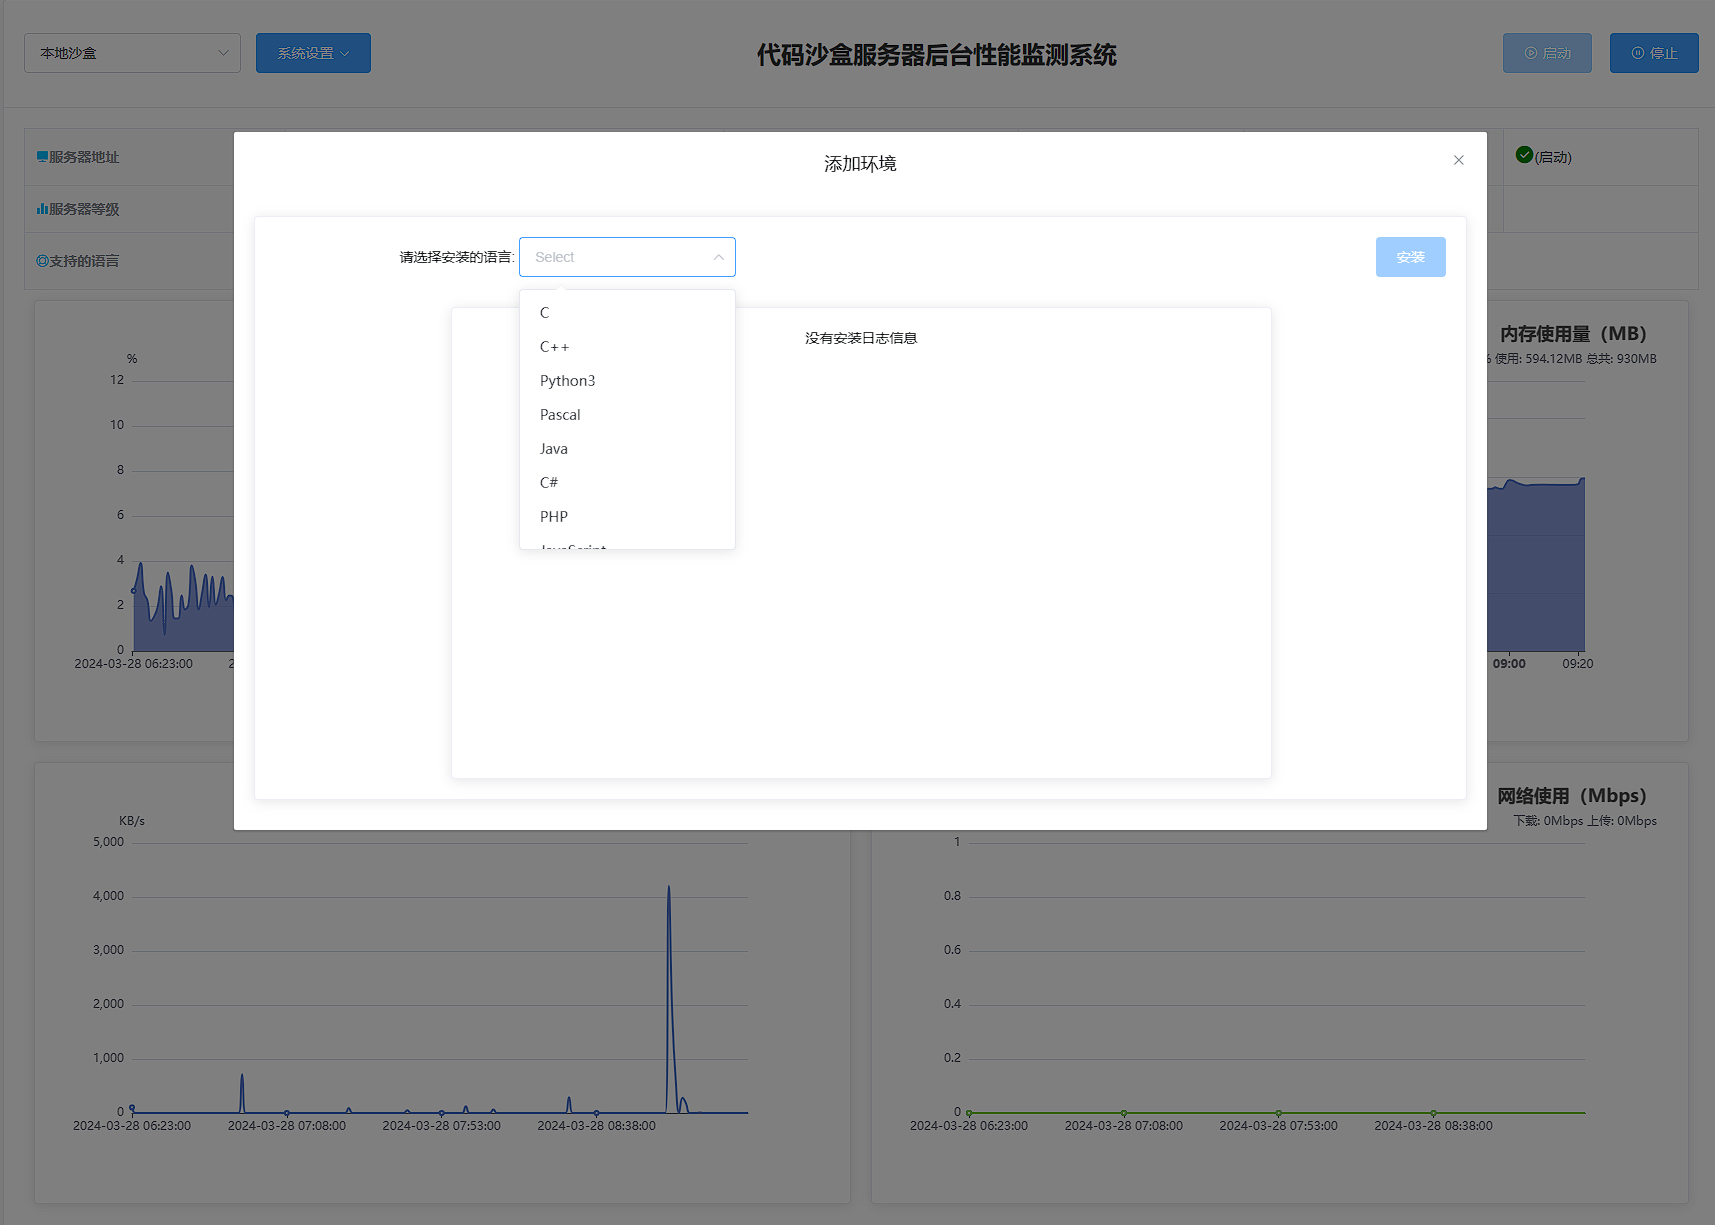 本地沙盒
系统设置
代码沙盒服务器后台性能监测系统
启动
停止
服务器地址
(启动)
服务器等级
支持的语言
添加环境
请选择安装的语言:
Select
安装
C
C++
Python3
Pascal
Java
C#
PHP
JavaScript
没有安装日志信息
%
12
10
8
6
4
2
0
2024-03-28 06:23:00
2
内存使用量（MB）
% 使用: 594.12MB 总共: 930MB
09:00
09:20
KB/s
5,000
4,000
3,000
2,000
1,000
0
2024-03-28 06:23:00
2024-03-28 07:08:00
2024-03-28 07:53:00
2024-03-28 08:38:00
网络使用（Mbps）
下载: 0Mbps 上传: 0Mbps
1
0.8
0.6
0.4
0.2
0
2024-03-28 06:23:00
2024-03-28 07:08:00
2024-03-28 07:53:00
2024-03-28 08:38:00